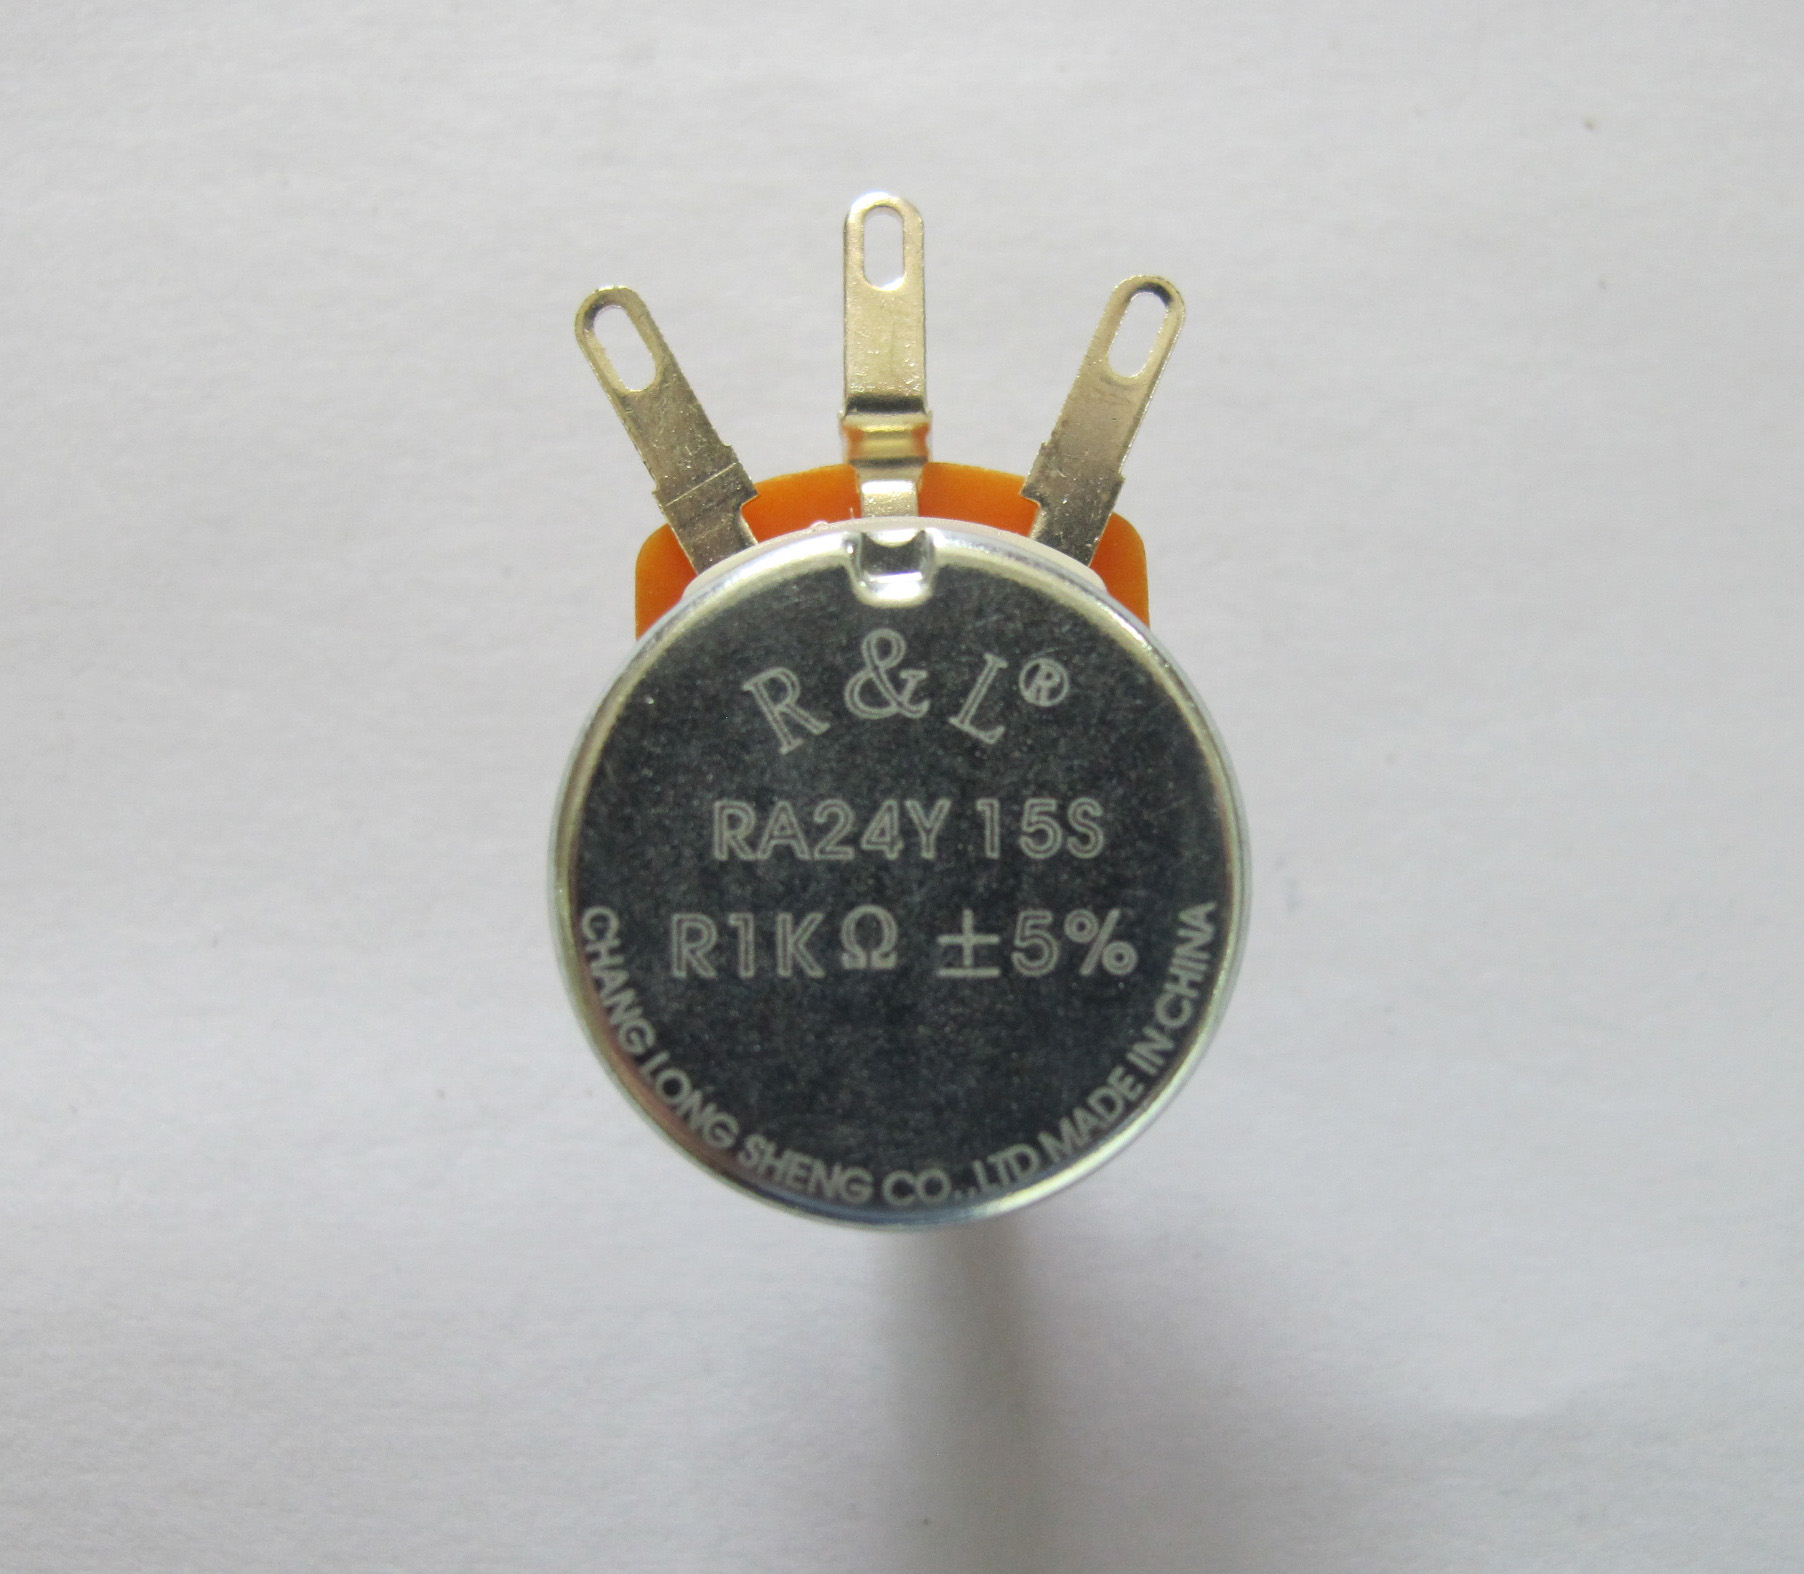 R & L®
RA24Y 15S
R1KΩ ±5%
CHANG LONG SHENG CO.,LTD MADE IN CHINA